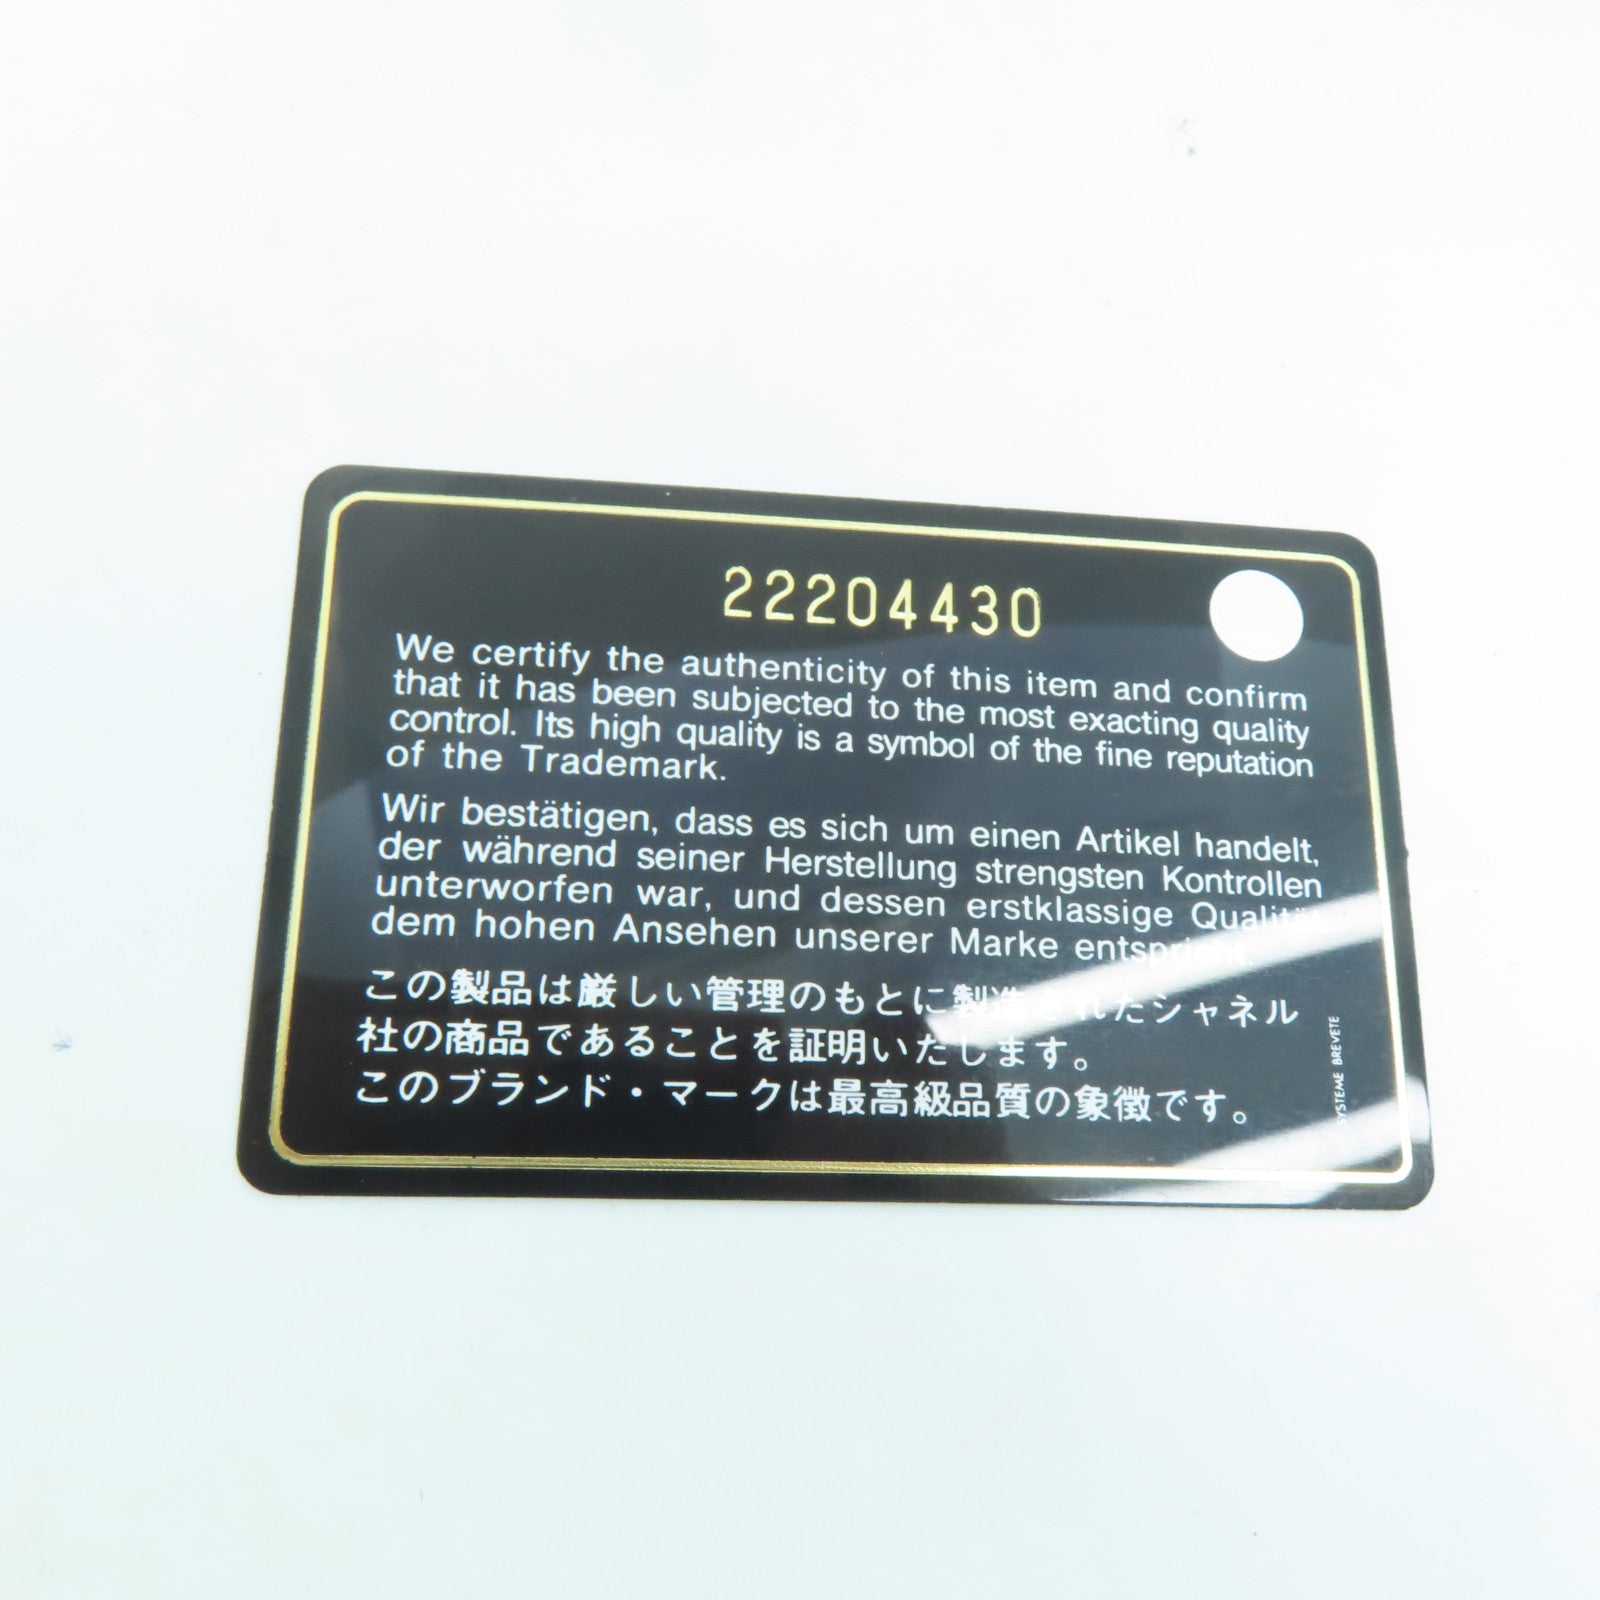 22204430
We certify the authenticity of this item and confirm
that it has been subjected to the most exacting quality
control. Its high quality is a symbol of the fine reputation
of the Trademark.
Wir bestätigen, dass es sich um einen Artikel handelt,
der während seiner Herstellung strengsten Kontrollen
unterworfen war, und dessen erstklassige Qualität
dem hohen Ansehen unserer Marke entspricht.
この製品は厳しい管理のもとに製造されたシャネル
社の商品であることを証明いたします。
このブランド・マークは最高級品質の象徴です。
SYSTEME BREVETE